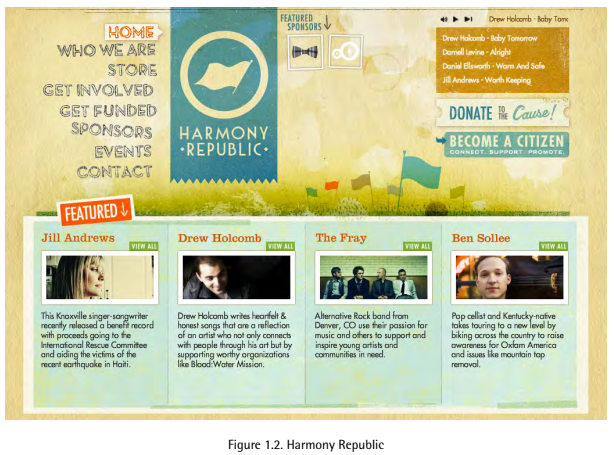 HOME
WHO WE ARE
STORE
GET INVOLVED
GET FUNDED
SPONSORS
EVENTS
CONTACT
HARMONY
·REPUBLIC·
FEATURED
SPONSORS
Drew Holcomb - Baby Tomo
Drew Holcomb - Baby Tomorrow
Darnell Levine - Alright
Daniel Ellsworth - Warm And Safe
Jill Andrews - Worth Keeping
DONATE TO THE Cause!
BECOME A CITIZEN
CONNECT. SUPPORT. PROMOTE.
FEATURED
Jill Andrews
VIEW ALL
This Knoxville singer-songwriter
recently released a benefit record
with proceeds going to the
International Rescue Committee
and aiding the victims of the
recent earthquake in Haiti.
Drew Holcomb
VIEW ALL
Drew Holcomb writes heartfelt &
honest songs that are a reflection
of an artist who not only connects
with people through his art but by
supporting worthy organizations
like Blood:Water Mission.
The Fray
VIEW ALL
Alternative Rock band from
Denver, CO use their passion for
music and others to support and
inspire young artists and
communities in need.
Ben Sollee
VIEW ALL
Pop cellist and Kentucky-native
takes touring to a new level by
biking across the country to raise
awareness for Oxfam America
and issues like mountain top
removal.
Figure 1.2. Harmony Republic